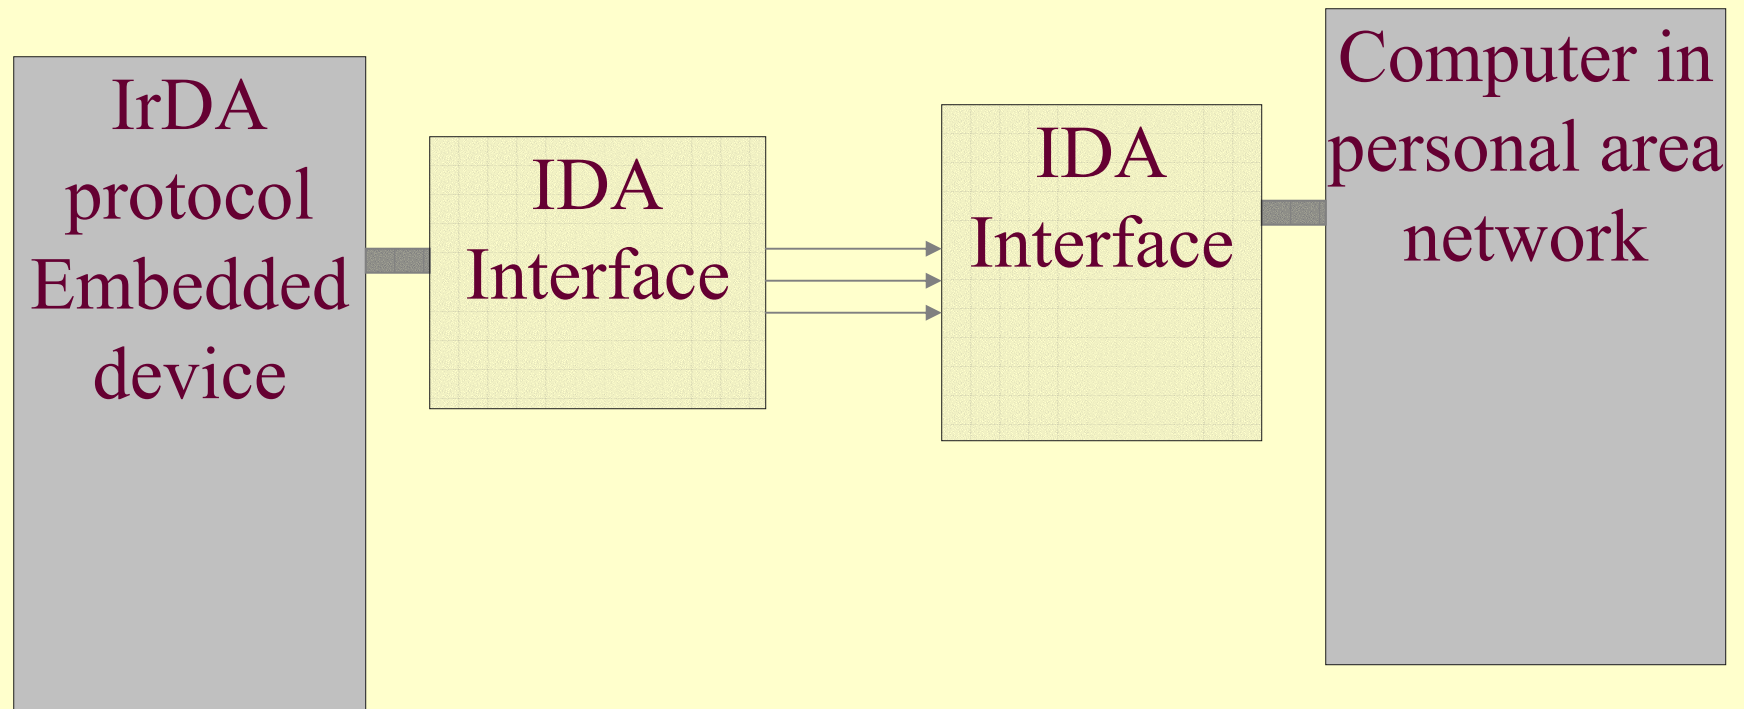 IrDA
protocol
Embedded
device
IDA
Interface
IDA
Interface
Computer in
personal area
network